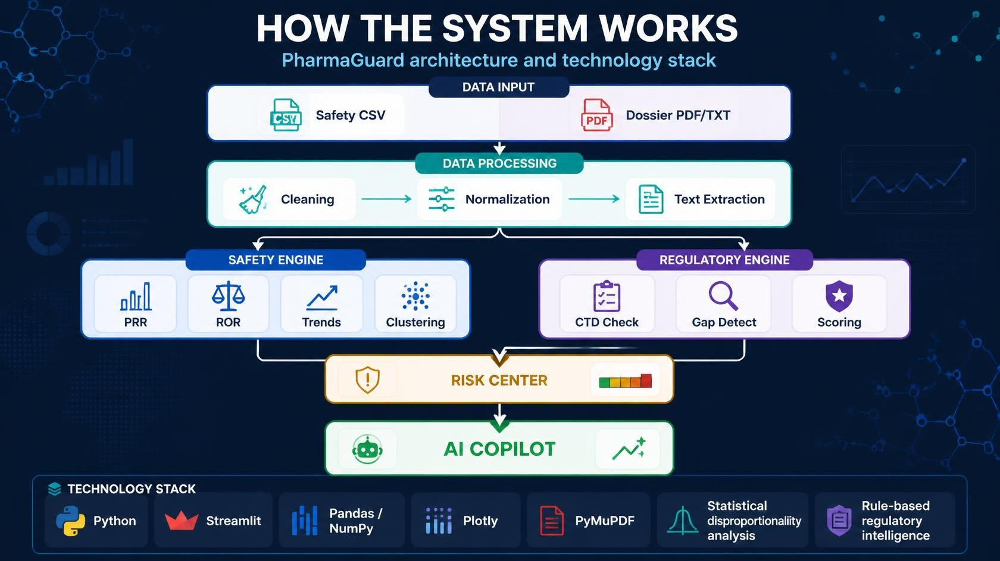 HOW THE SYSTEM WORKS
PharmaGuard architecture and technology stack
DATA INPUT
CSV
Safety CSV
PDF
Dossier PDF/TXT
DATA PROCESSING
Cleaning
Normalization
Text Extraction
SAFETY ENGINE
PRR
ROR
Trends
Clustering
REGULATORY ENGINE
CTD Check
Gap Detect
Scoring
RISK CENTER
AI COPILOT
TECHNOLOGY STACK
Python
Streamlit
Pandas /
NumPy
Plotly
PyMuPDF
Statistical
disproportionaliity
analysis
Rule-based
regulatory
intelligence